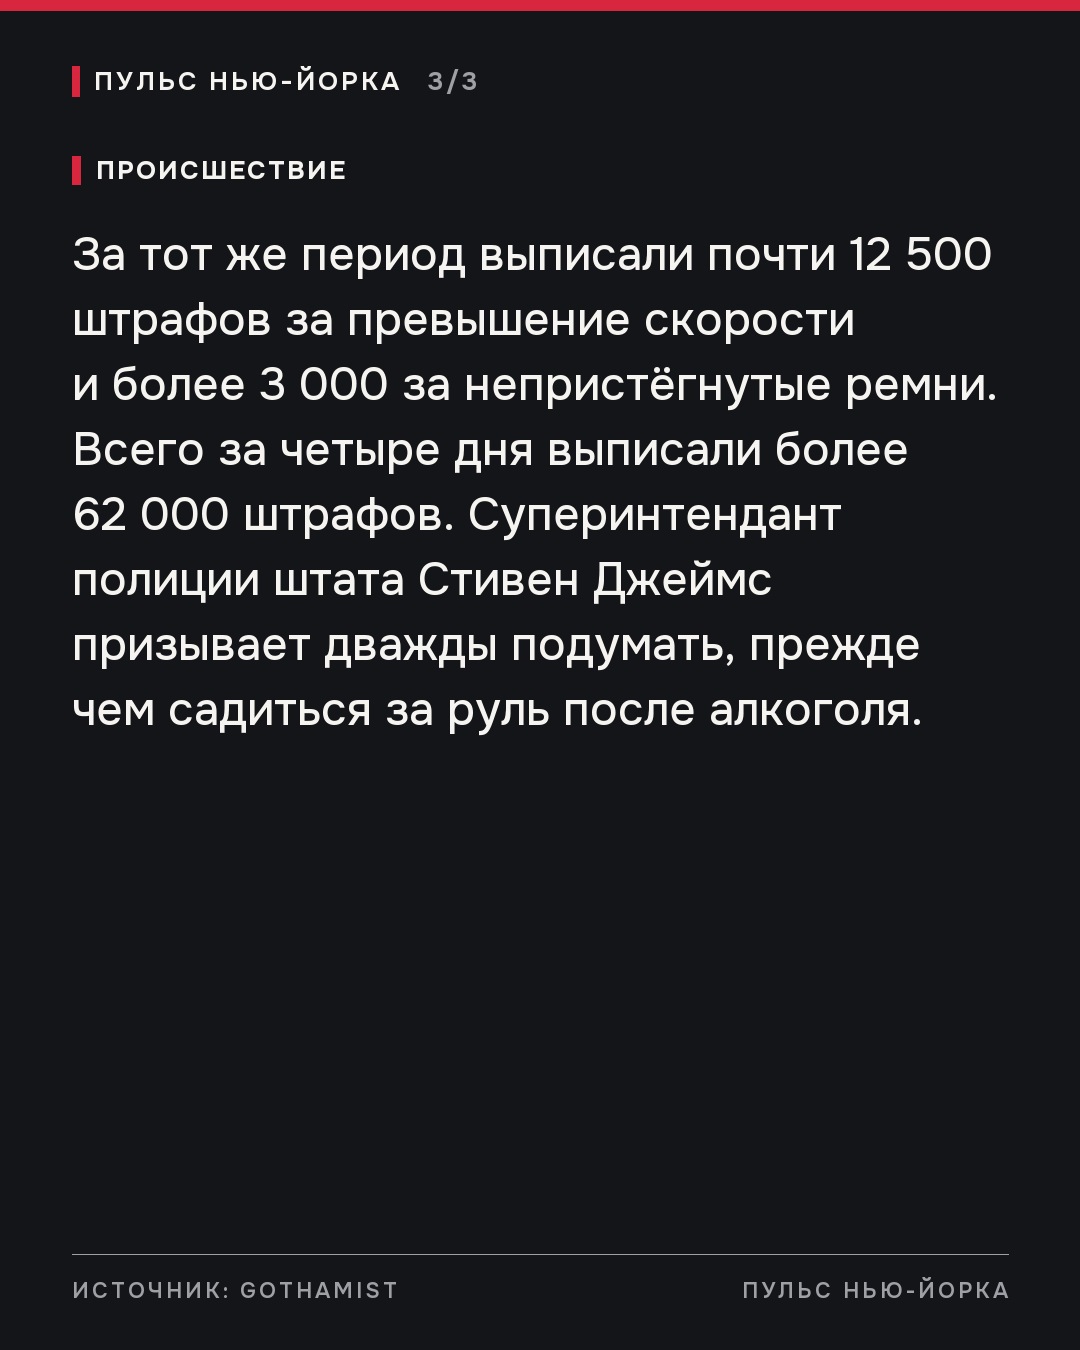 ПУЛЬС НЬЮ-ЙОРКА 3/3
ПРОИСШЕСТВИЕ
За тот же период выписали почти 12 500
штрафов за превышение скорости
и более 3 000 за непристёгнутые ремни.
Всего за четыре дня выписали более
62 000 штрафов. Суперинтендант
полиции штата Стивен Джеймс
призывает дважды подумать, прежде
чем садиться за руль после алкоголя.
ИСТОЧНИК: GOTHAMIST ПУЛЬС НЬЮ-ЙОРКА